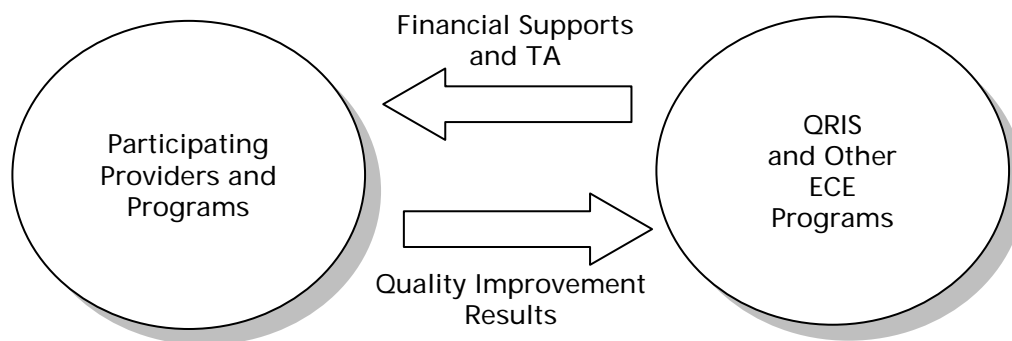 Financial Supports
and TA
Participating
Providers and
Programs
QRIS
and Other
ECE
Programs
Quality Improvement
Results